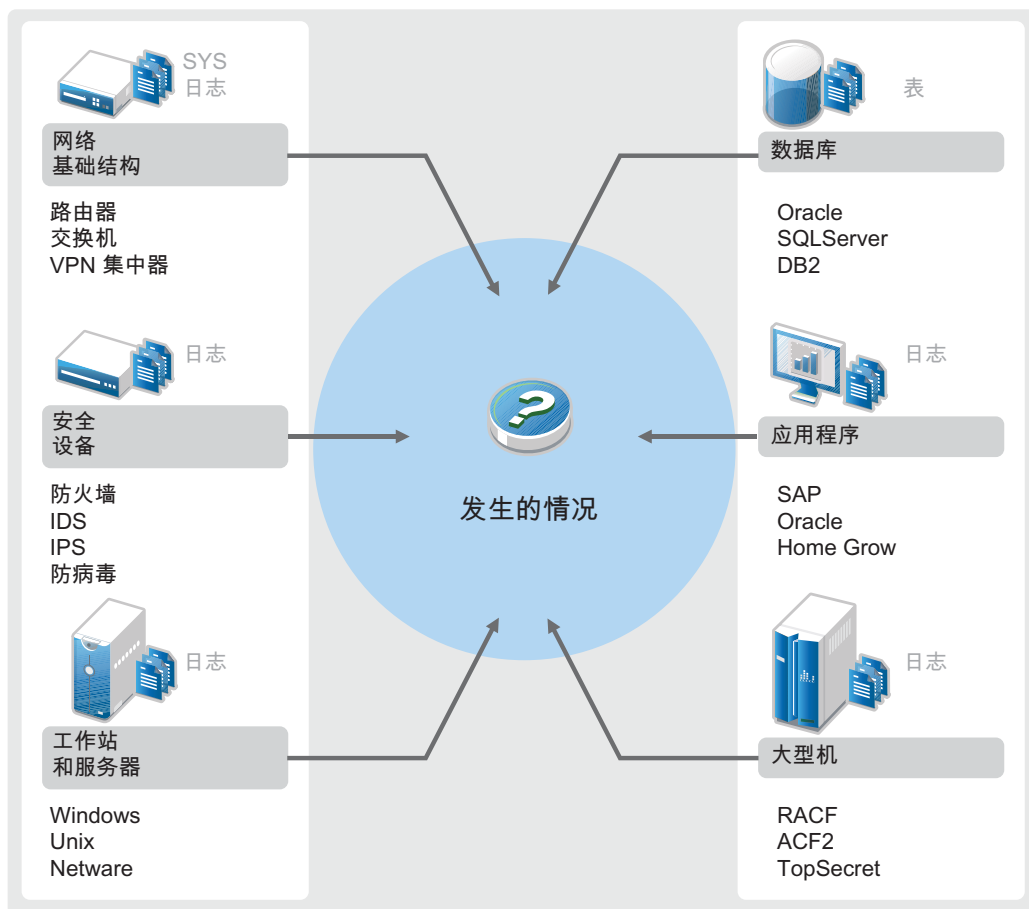 SYS
日志
网络
基础结构
路由器
交换机
VPN 集中器
日志
安全
设备
防火墙
IDS
IPS
防病毒
日志
工作站
和服务器
Windows
Unix
Netware
?
发生的情况
表
数据库
Oracle
SQLServer
DB2
日志
应用程序
SAP
Oracle
Home Grow
日志
大型机
RACF
ACF2
TopSecret